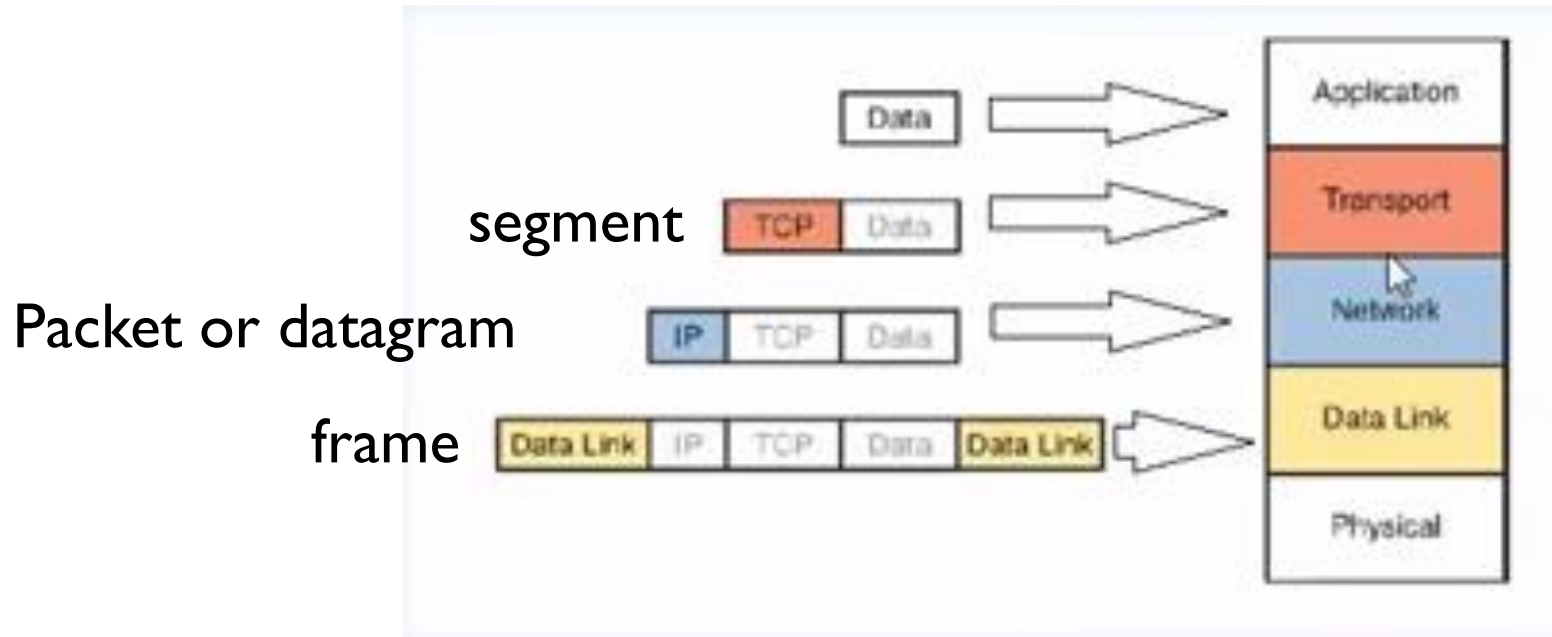 Data
Application
segment
TCP Data
Transport
Packet or datagram
IP TCP Data
Network
frame
Data Link IP TCP Data Data Link
Data Link
Physical